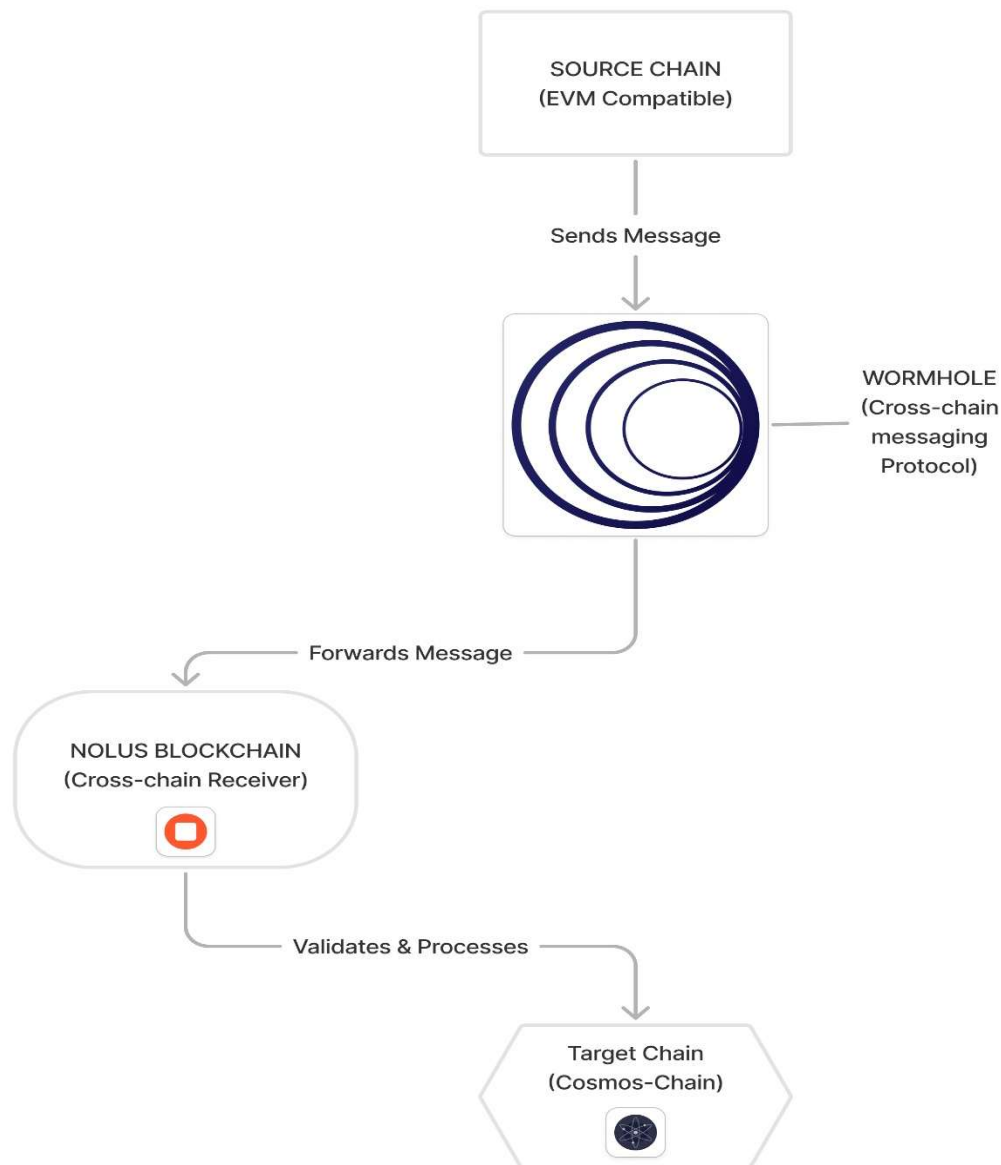 SOURCE CHAIN
(EVM Compatible)
Sends Message
WORMHOLE
(Cross-chain
messaging
Protocol)
Forwards Message
NOLUS BLOCKCHAIN
(Cross-chain Receiver)
Validates & Processes
Target Chain
(Cosmos-Chain)